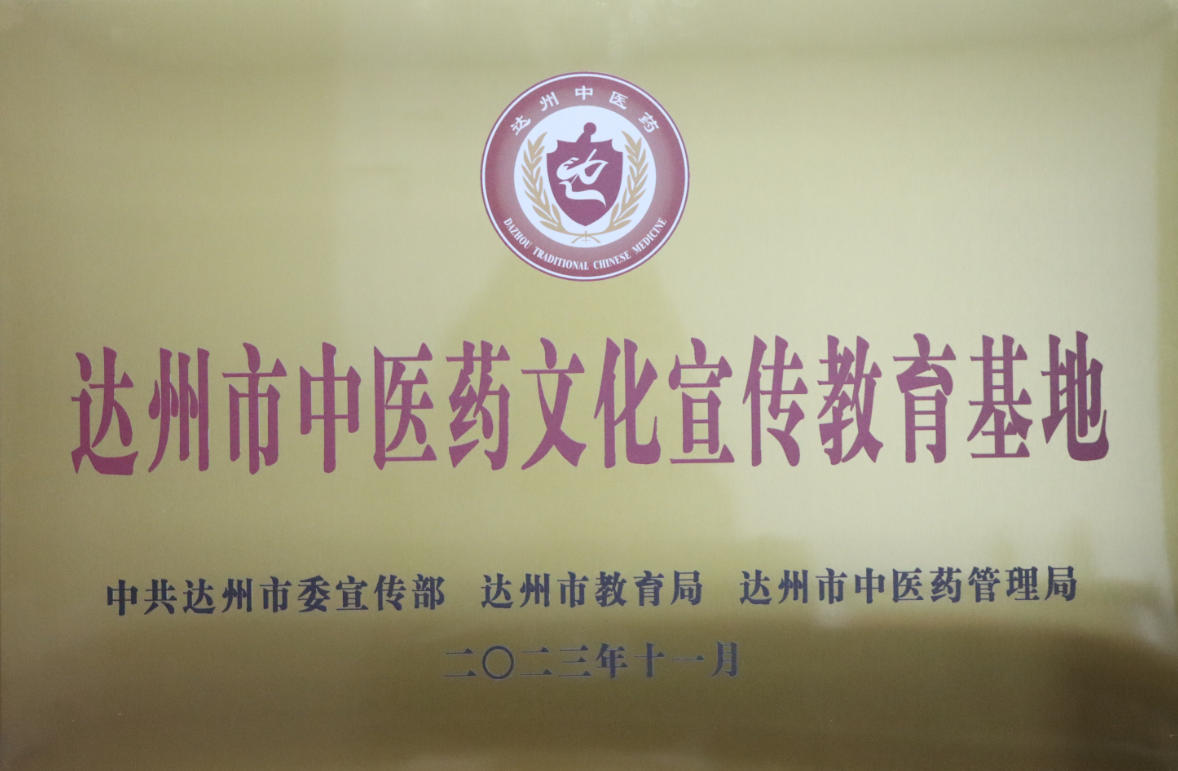 达州中医药
DAZHOU TRADITIONAL CHINESE MEDICINE
达州市中医药文化宣传教育基地
中共达州市委宣传部 达州市教育局 达州市中医药管理局
二〇二三年十一月